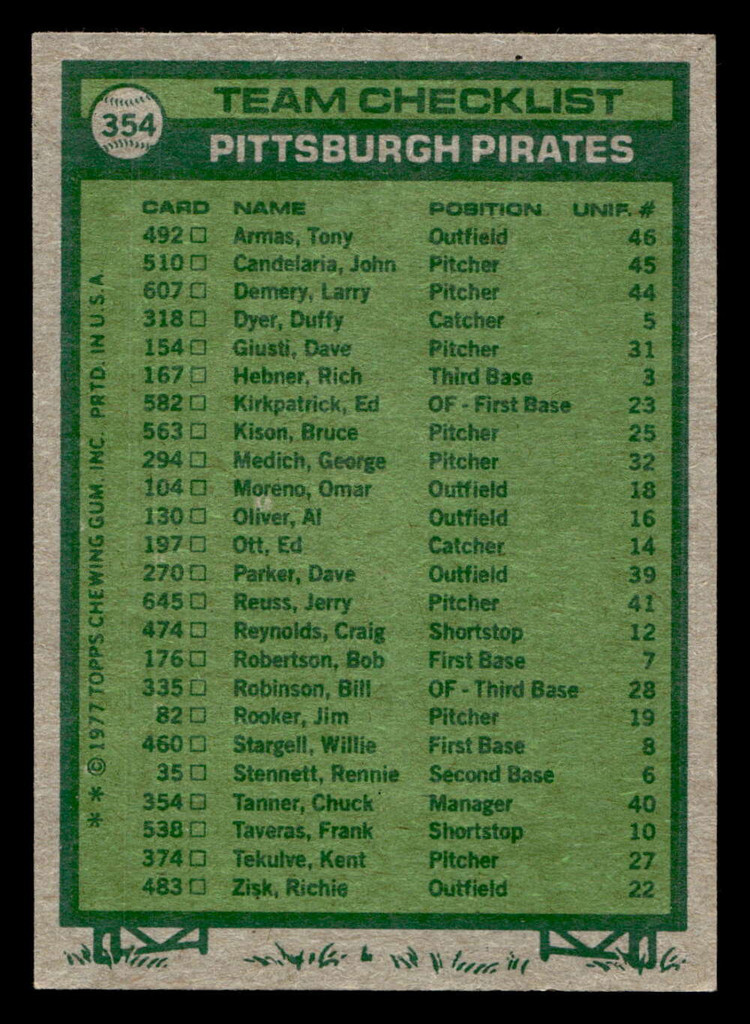 354
TEAM CHECKLIST
PITTSBURGH PIRATES
CARD NAME POSITION UNIF. #
492 □ Armas, Tony Outfield 46
510 □ Candelaria, John Pitcher 45
607 □ Demery, Larry Pitcher 44
318 □ Dyer, Duffy Catcher 5
154 □ Giusti, Dave Pitcher 31
167 □ Hebner, Rich Third Base 3
582 □ Kirkpatrick, Ed OF - First Base 23
563 □ Kison, Bruce Pitcher 25
294 □ Medich, George Pitcher 32
104 □ Moreno, Omar Outfield 18
130 □ Oliver, Al Outfield 16
197 □ Ott, Ed Catcher 14
270 □ Parker, Dave Outfield 39
645 □ Reuss, Jerry Pitcher 41
474 □ Reynolds, Craig Shortstop 12
176 □ Robertson, Bob First Base 7
335 □ Robinson, Bill OF - Third Base 28
82 □ Rooker, Jim Pitcher 19
460 □ Stargell, Willie First Base 8
35 □ Stennett, Rennie Second Base 6
354 □ Tanner, Chuck Manager 40
538 □ Taveras, Frank Shortstop 10
374 □ Tekulve, Kent Pitcher 27
483 □ Zisk, Richie Outfield 22
* * © 1977 TOPPS CHEWING GUM, INC. PRTD. IN U.S.A.